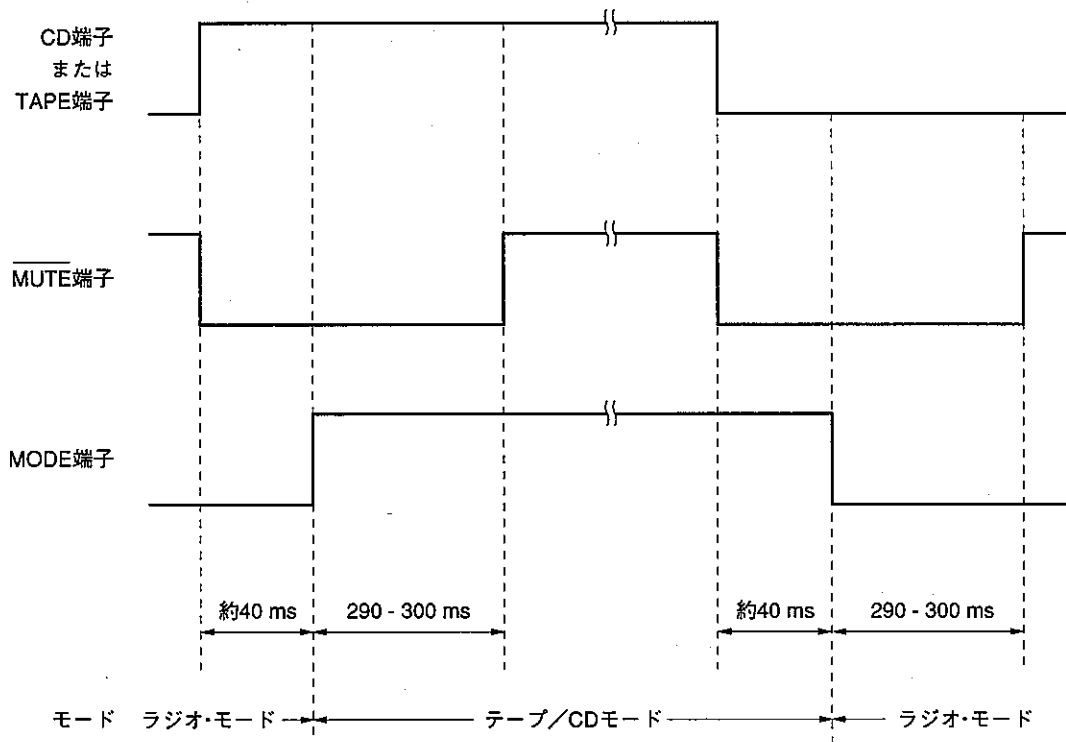 CD端子
または
TAPE端子
MUTE端子
MODE端子
約40 ms
290 - 300 ms
約40 ms
290 - 300 ms
モード ラジオ・モード テープ/CDモード ラジオ・モード